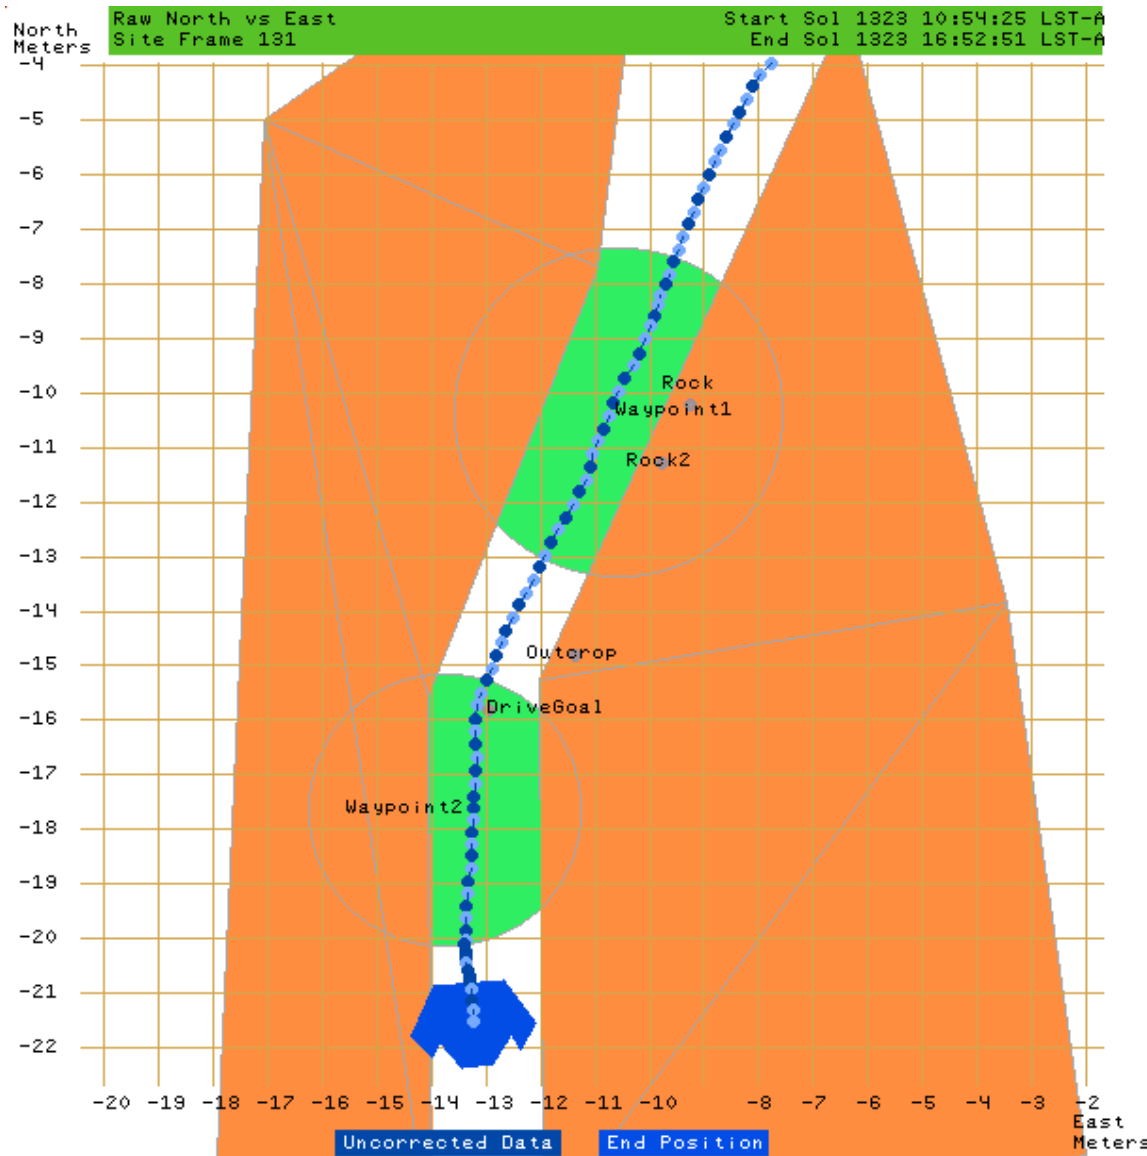 North
Meters
Raw North vs East
Site Frame 131
Start Sol 1323 10:54:25 LST-A
End Sol 1323 16:52:51 LST-A
-4
-5
-6
-7
-8
-9
-10
-11
-12
-13
-14
-15
-16
-17
-18
-19
-20
-21
-22
Rock
Waypoint1
Rock2
Outcrop
DriveGoal
Waypoint2
-20 -19 -18 -17 -16 -15 -14 -13 -12 -11 -10 -8 -7 -6 -5 -4 -3 -2
East
Meters
Uncorrected Data
End Position